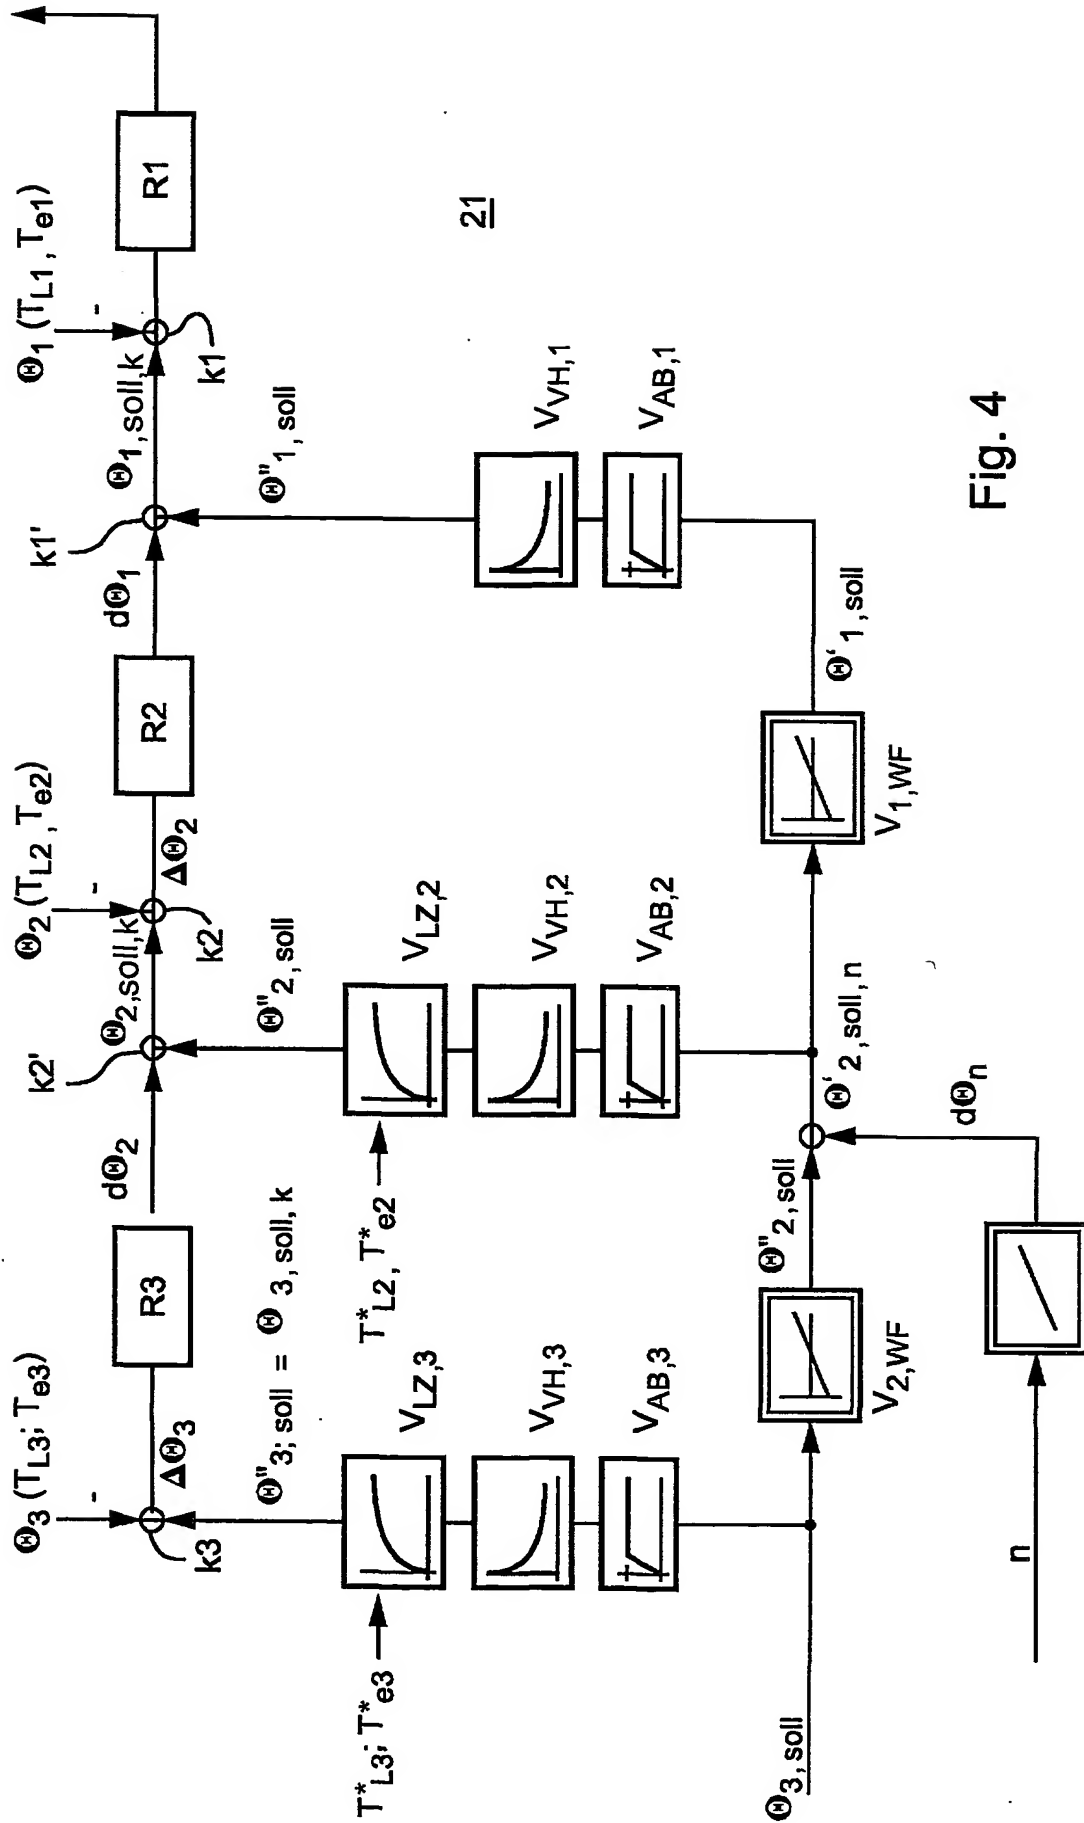 Θ3 (TL3; Te3)
Θ2 (TL2, Te2)
Θ1 (TL1, Te1)
-
-
-
k3
ΔΘ3
R3
dΘ2
k2'
Θ2,soll,k
k2
ΔΘ2
R2
dΘ1
k1'
Θ1,soll,k
k1
R1
Θ"3; soll = Θ3, soll, k
Θ"2, soll
Θ"1, soll
21
T*L3; T*e3
T*L2, T*e2
VLZ,3
VLZ,2
VVH,3
VVH,2
VVH,1
VAB,3
VAB,2
VAB,1
Θ3, soll
V2,WF
Θ"2, soll
Θ'2, soll, n
V1,WF
Θ'1, soll
n
dΘn
Fig. 4